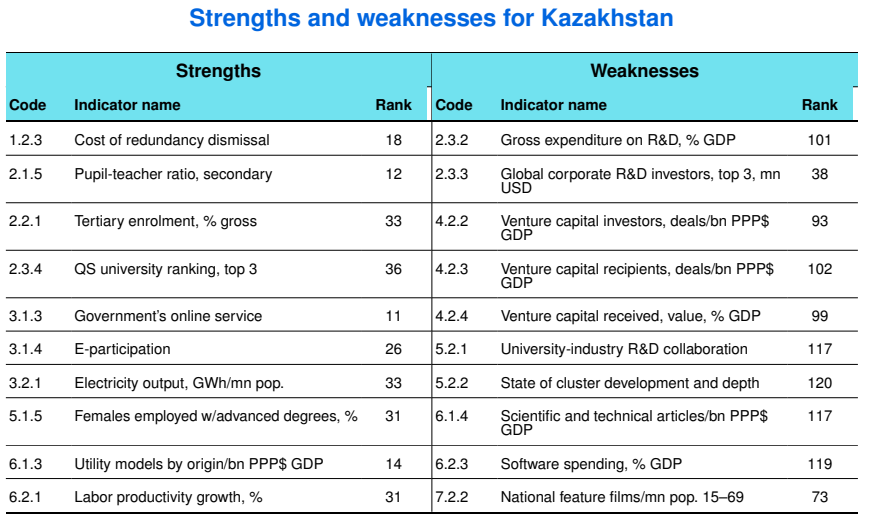 Strengths and weaknesses for Kazakhstan
Strengths Weaknesses
Code Indicator name Rank Code Indicator name Rank
1.2.3 Cost of redundancy dismissal 18 2.3.2 Gross expenditure on R&D, % GDP 101
2.1.5 Pupil-teacher ratio, secondary 12 2.3.3 Global corporate R&D investors, top 3, mn 38
USD
2.2.1 Tertiary enrolment, % gross 33 4.2.2 Venture capital investors, deals/bn PPP$ 93
GDP
2.3.4 QS university ranking, top 3 36 4.2.3 Venture capital recipients, deals/bn PPP$ 102
GDP
3.1.3 Government’s online service 11 4.2.4 Venture capital received, value, % GDP 99
3.1.4 E-participation 26 5.2.1 University-industry R&D collaboration 117
3.2.1 Electricity output, GWh/mn pop. 33 5.2.2 State of cluster development and depth 120
5.1.5 Females employed w/advanced degrees, % 31 6.1.4 Scientific and technical articles/bn PPP$ 117
GDP
6.1.3 Utility models by origin/bn PPP$ GDP 14 6.2.3 Software spending, % GDP 119
6.2.1 Labor productivity growth, % 31 7.2.2 National feature films/mn pop. 15–69 73